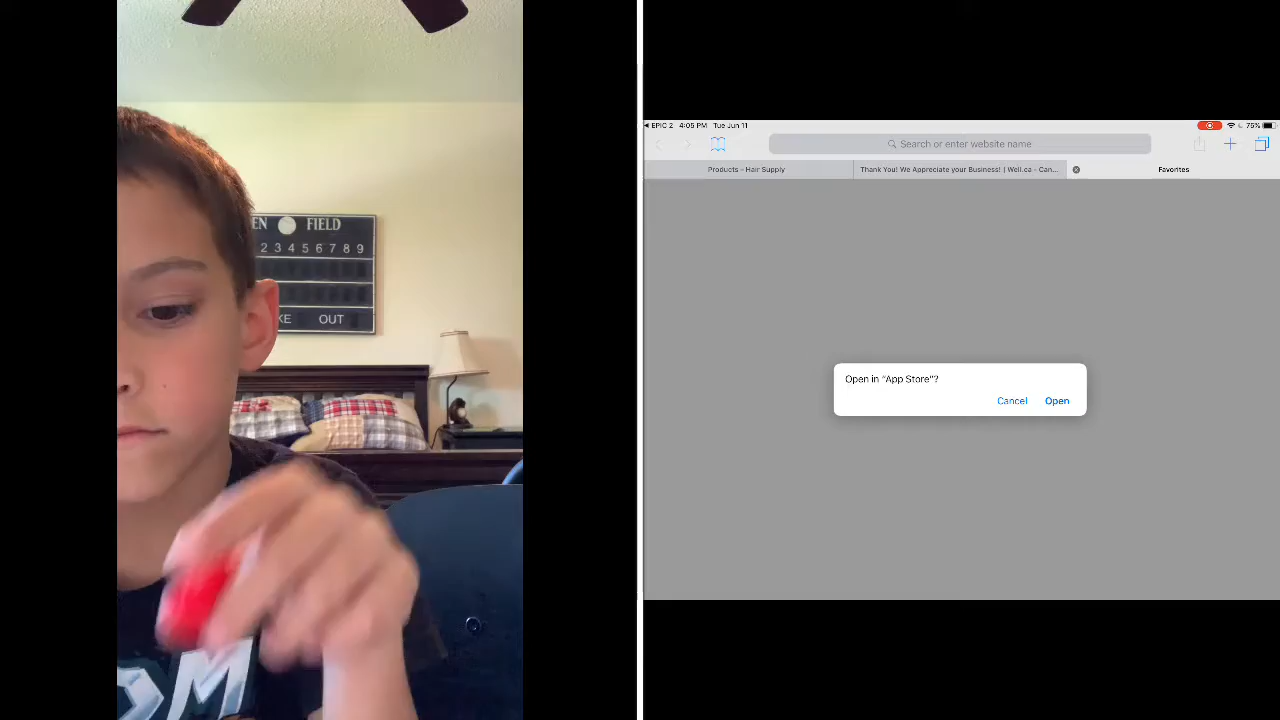 EN FIELD
2 3 4 5 6 7 8 9
KE OUT
OM
EPIC 2 4:05 PM Tue Jun 11 76%
Search or enter website name
Products – Hair Supply
Thank You! We Appreciate your Business! | Well.ca - Can...
Favorites
Open in “App Store”?
Cancel Open